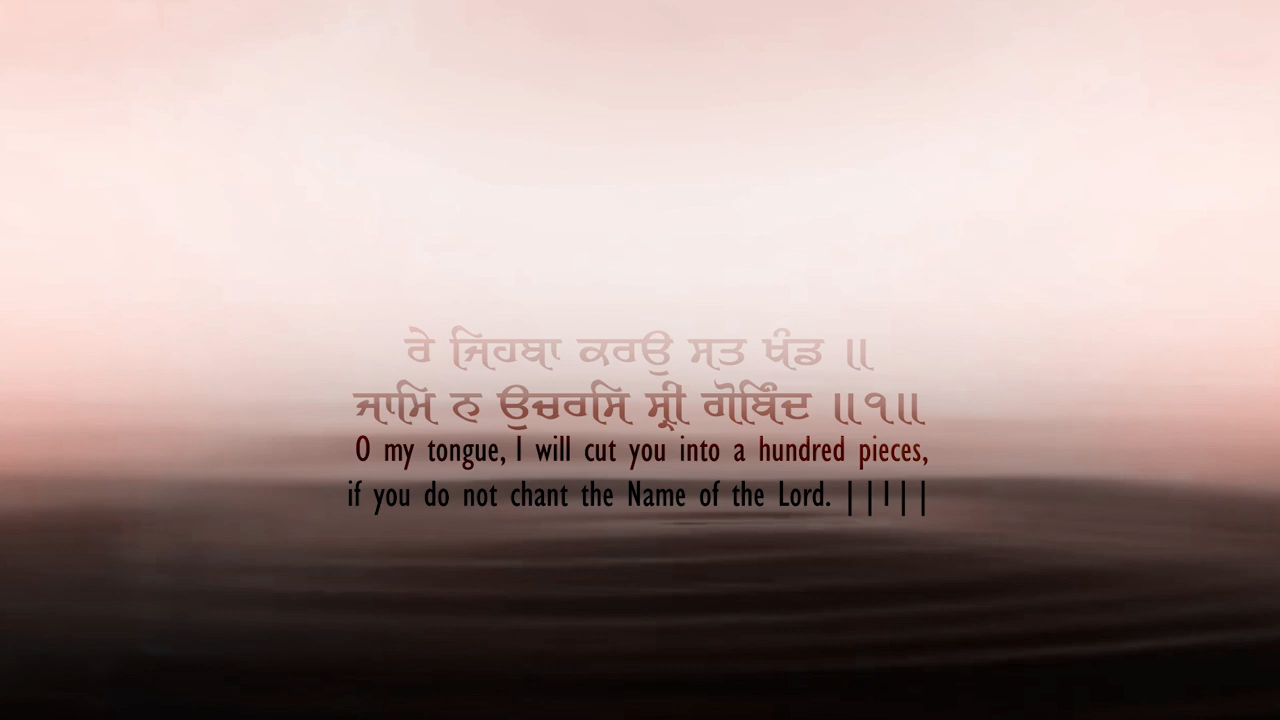 ਰੇ ਜਿਹਬਾ ਕਰਉ ਸਤ ਖੰਡ ॥
ਜਾਮਿ ਨ ਉਚਰਸਿ ਸ੍ਰੀ ਗੋਬਿੰਦ ॥੧॥
O my tongue, I will cut you into a hundred pieces,
if you do not chant the Name of the Lord. ||1||